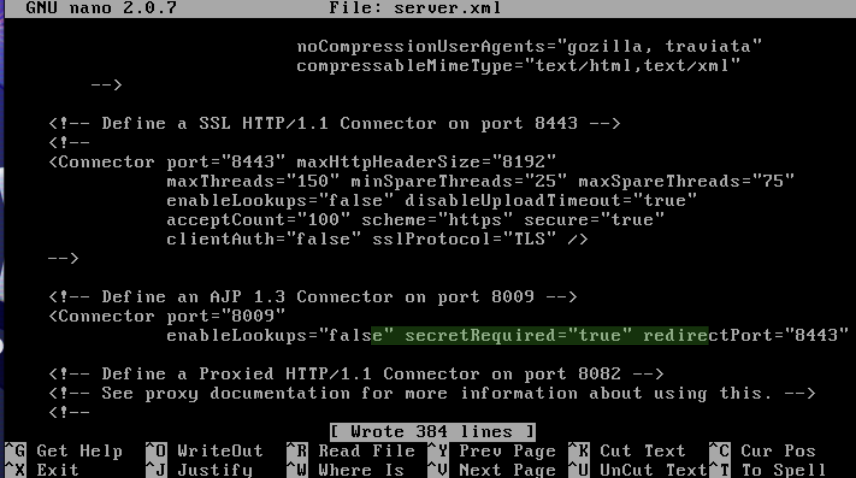 GNU nano 2.0.7 File: server.xml
noCompressionUserAgents="gozilla, traviata"
compressableMimeType="text/html,text/xml"
-->
<!-- Define a SSL HTTP/1.1 Connector on port 8443 -->
<!--
<Connector port="8443" maxHttpHeaderSize="8192"
maxThreads="150" minSpareThreads="25" maxSpareThreads="75"
enableLookups="false" disableUploadTimeout="true"
acceptCount="100" scheme="https" secure="true"
clientAuth="false" sslProtocol="TLS" />
-->
<!-- Define an AJP 1.3 Connector on port 8009 -->
<Connector port="8009"
enableLookups="false" secretRequired="true" redirectPort="8443"
<!-- Define a Proxied HTTP/1.1 Connector on port 8082 -->
<!-- See proxy documentation for more information about using this. -->
<!--
[ Wrote 384 lines ]
^G Get Help ^O WriteOut ^R Read File ^Y Prev Page ^K Cut Text ^C Cur Pos
^X Exit ^J Justify ^W Where Is ^V Next Page ^U UnCut Text ^T To Spell